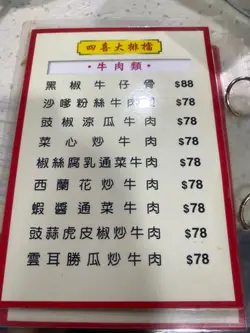 四喜大排檔
牛肉類
黑椒牛仔骨 $88
沙嗲粉絲牛肉 $78
豉椒涼瓜牛肉 $78
菜心炒牛肉 $78
椒絲腐乳通菜牛肉 $78
西蘭花炒牛肉 $78
蝦醬通菜牛肉 $78
豉蒜虎皮椒炒牛肉 $78
雲耳勝瓜炒牛肉 $78